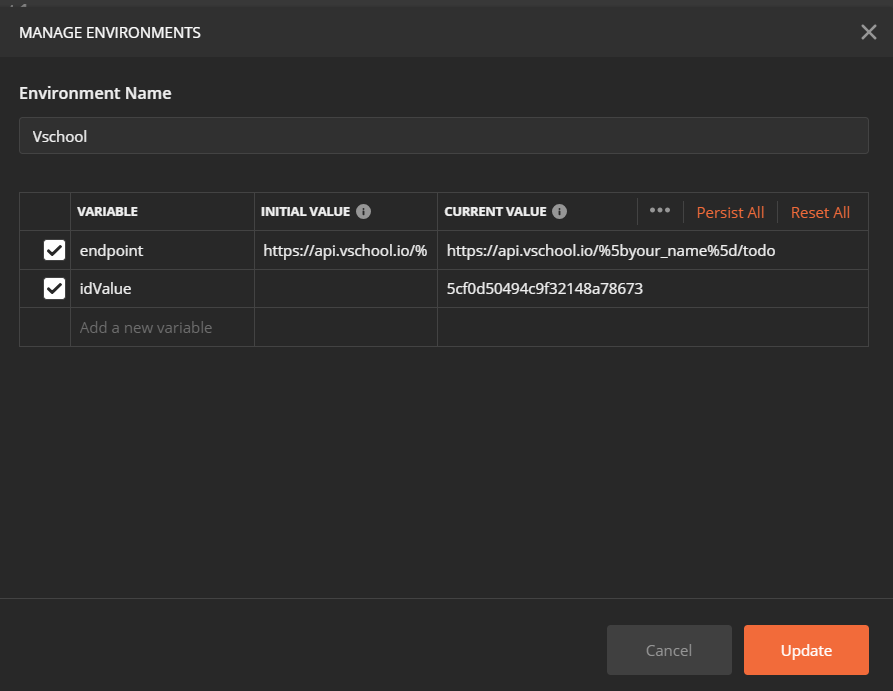 MANAGE ENVIRONMENTS
Environment Name
Vschool
VARIABLE INITIAL VALUE CURRENT VALUE Persist All Reset All
endpoint https://api.vschool.io/% https://api.vschool.io/%5byour_name%5d/todo
idValue 5cf0d50494c9f32148a78673
Add a new variable
Cancel Update